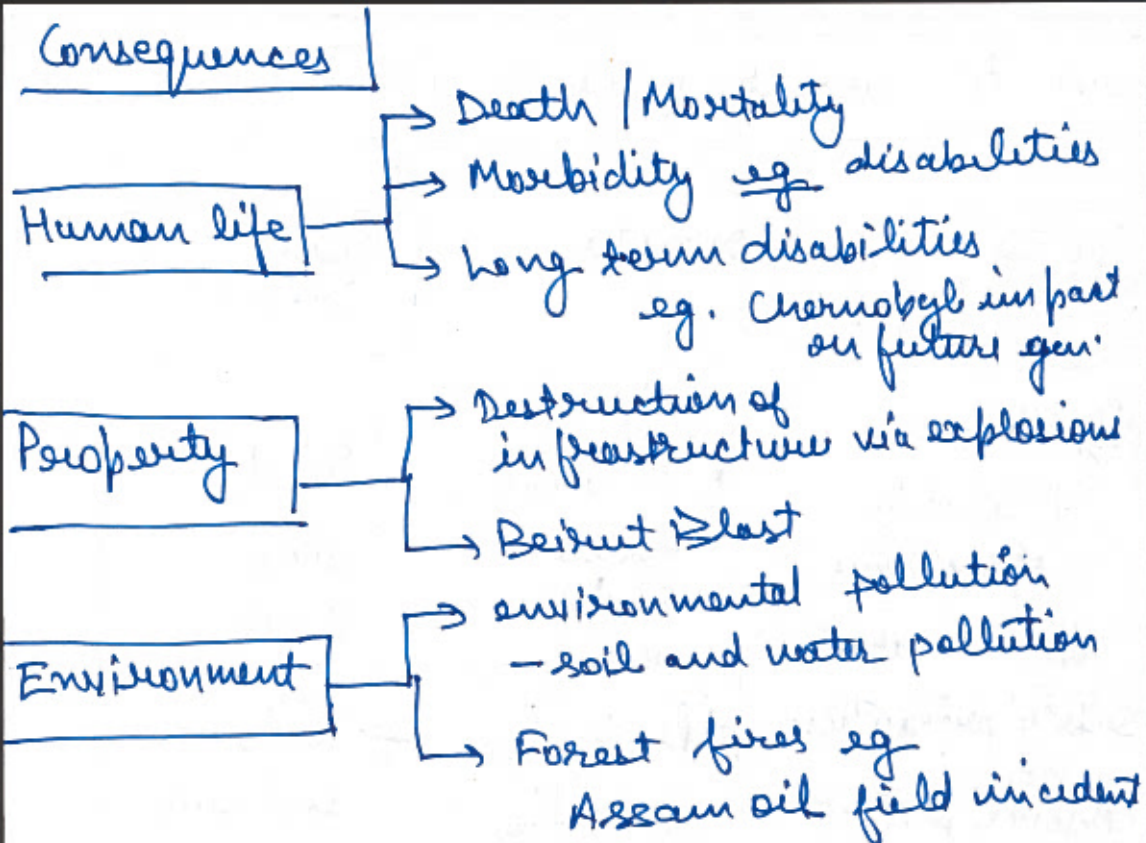 Consequences
Human life
Death / Mortality
Morbidity eg disabilities
Long term disabilities
eg. Chernobyl impact
on future gen.
Property
Destruction of
infrastructure via explosions
Beirut Blast
Environment
environmental pollution
- soil and water pollution
Forest fires eg
Assam oil field incident